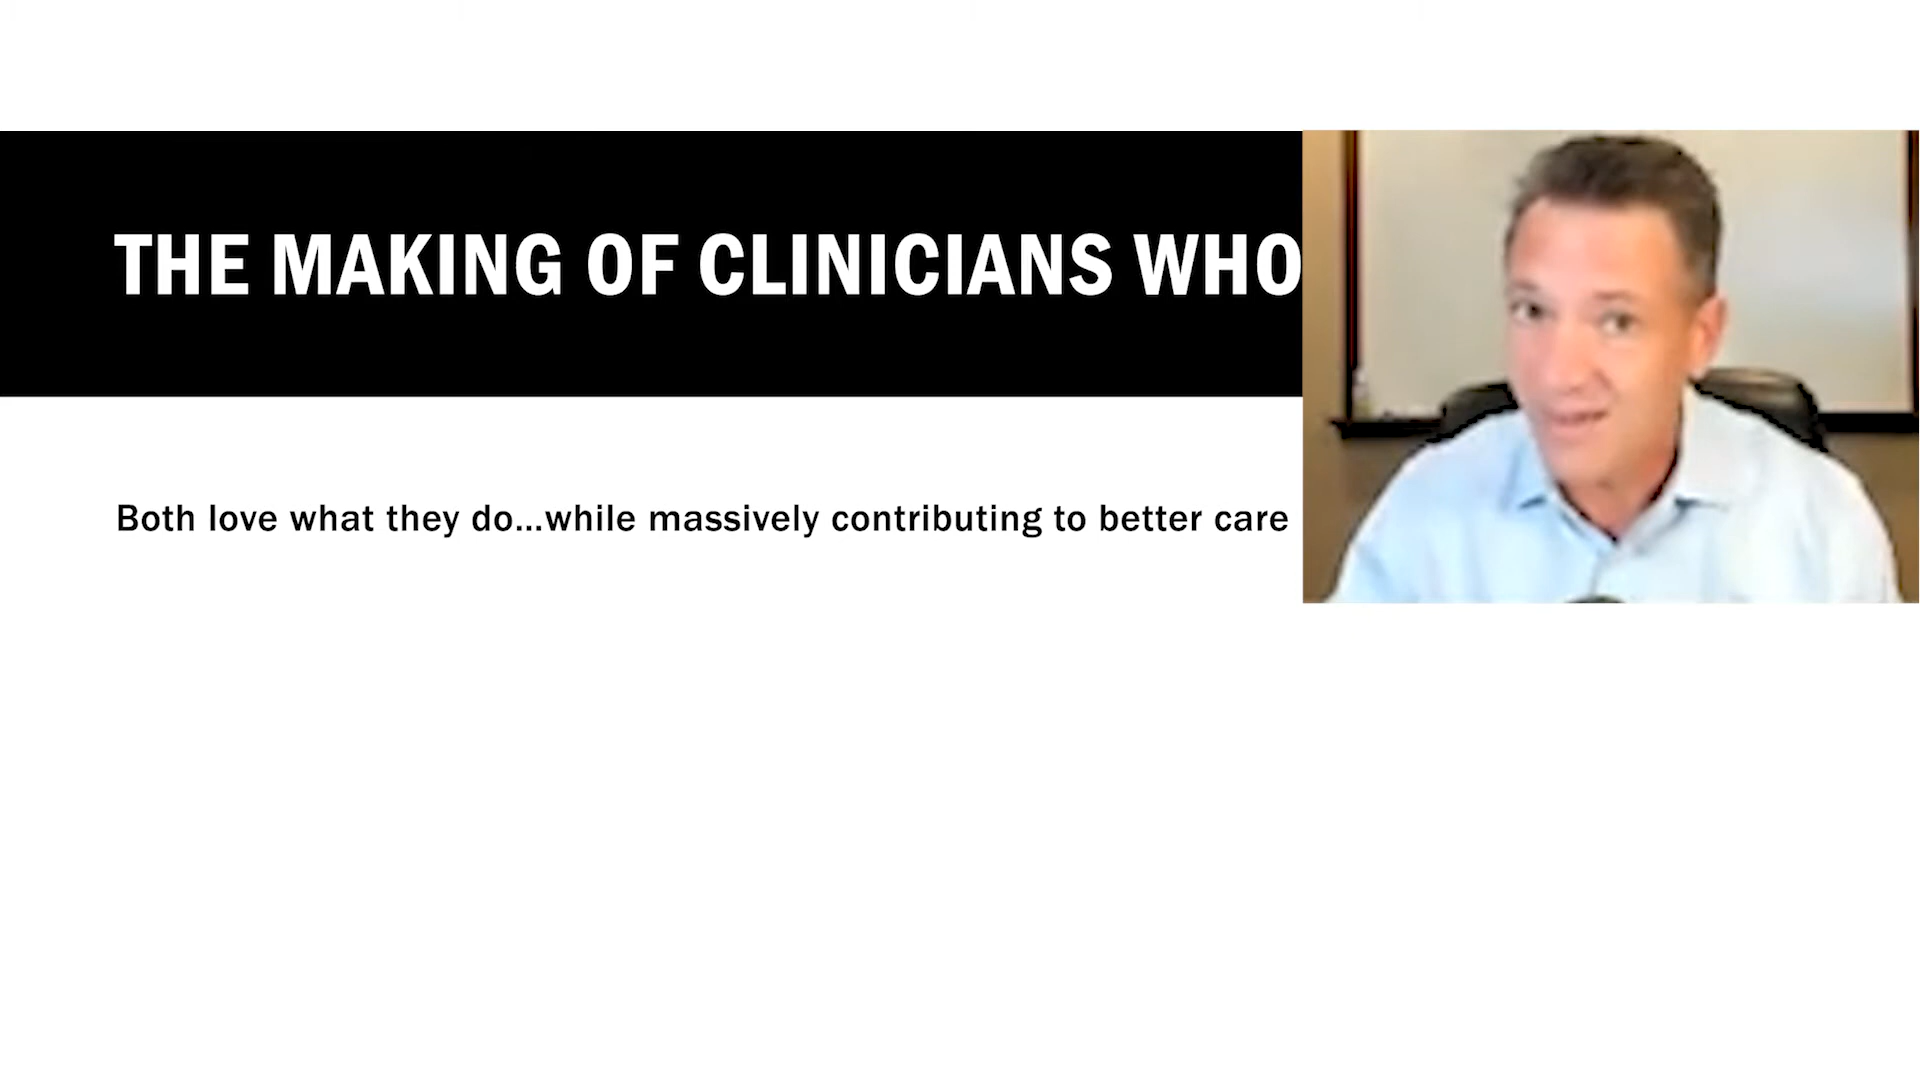 THE MAKING OF CLINICIANS WHO
Both love what they do...while massively contributing to better care